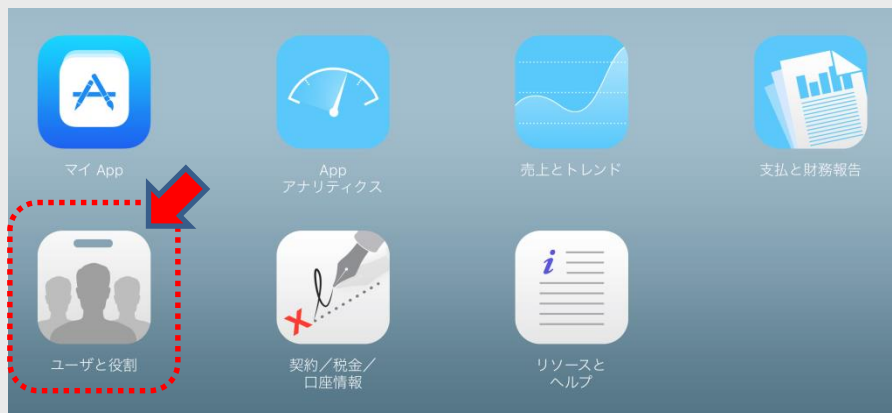 マイ App
App
アナリティクス
売上とトレンド
支払と財務報告
ユーザと役割
契約／税金／
口座情報
リソースと
ヘルプ